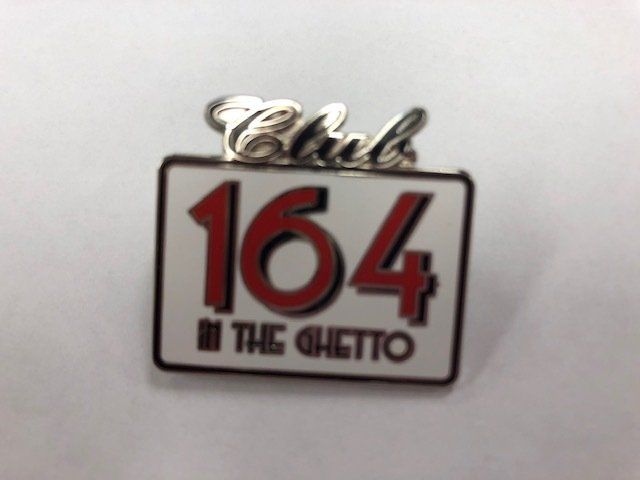 Club
164
IN THE GHETTO